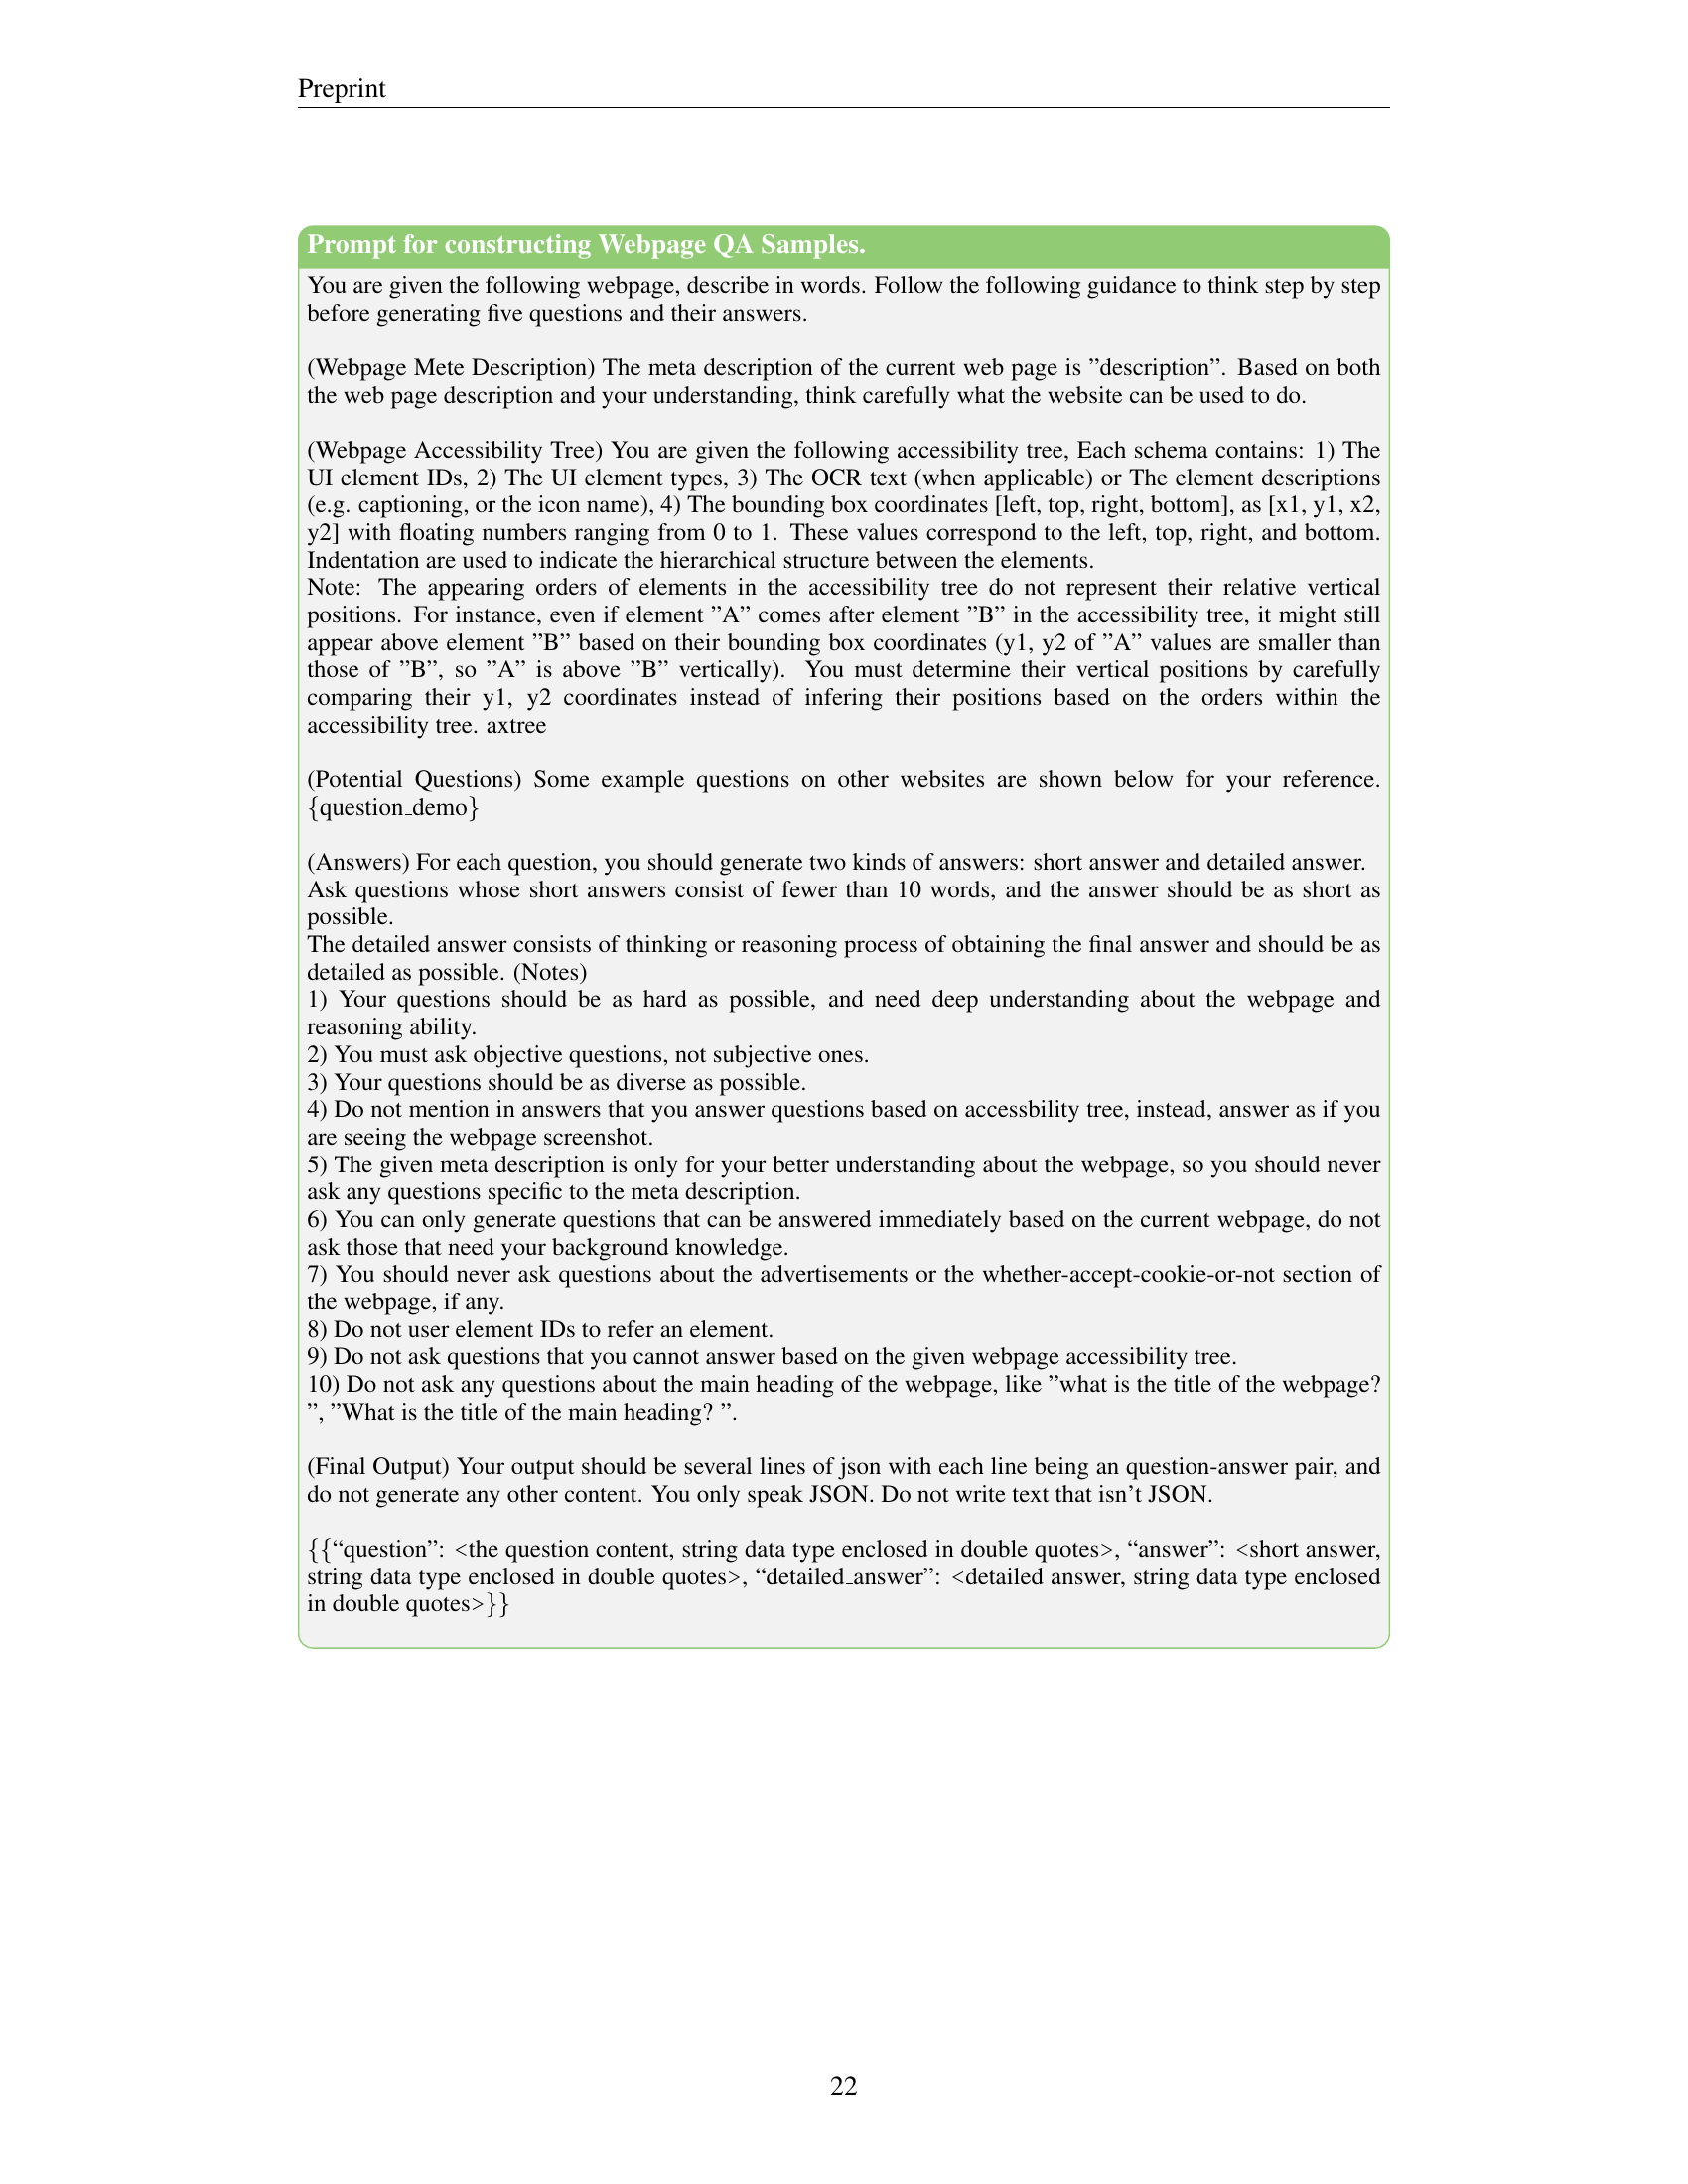 Preprint
Prompt for constructing Webpage QA Samples.
You are given the following webpage, describe in words. Follow the following guidance to think step by step
before generating five questions and their answers.
(Webpage Mete Description) The meta description of the current web page is ”description”. Based on both
the web page description and your understanding, think carefully what the website can be used to do.
(Webpage Accessibility Tree) You are given the following accessibility tree, Each schema contains: 1) The
UI element IDs, 2) The UI element types, 3) The OCR text (when applicable) or The element descriptions
(e.g. captioning, or the icon name), 4) The bounding box coordinates [left, top, right, bottom], as [x1, y1, x2,
y2] with floating numbers ranging from 0 to 1. These values correspond to the left, top, right, and bottom.
Indentation are used to indicate the hierarchical structure between the elements.
Note: The appearing orders of elements in the accessibility tree do not represent their relative vertical
positions. For instance, even if element ”A” comes after element ”B” in the accessibility tree, it might still
appear above element ”B” based on their bounding box coordinates (y1, y2 of ”A” values are smaller than
those of ”B”, so ”A” is above ”B” vertically). You must determine their vertical positions by carefully
comparing their y1, y2 coordinates instead of infering their positions based on the orders within the
accessibility tree. axtree
(Potential Questions) Some example questions on other websites are shown below for your reference.
{question_demo}
(Answers) For each question, you should generate two kinds of answers: short answer and detailed answer.
Ask questions whose short answers consist of fewer than 10 words, and the answer should be as short as
possible.
The detailed answer consists of thinking or reasoning process of obtaining the final answer and should be as
detailed as possible. (Notes)
1) Your questions should be as hard as possible, and need deep understanding about the webpage and
reasoning ability.
2) You must ask objective questions, not subjective ones.
3) Your questions should be as diverse as possible.
4) Do not mention in answers that you answer questions based on accessbility tree, instead, answer as if you
are seeing the webpage screenshot.
5) The given meta description is only for your better understanding about the webpage, so you should never
ask any questions specific to the meta description.
6) You can only generate questions that can be answered immediately based on the current webpage, do not
ask those that need your background knowledge.
7) You should never ask questions about the advertisements or the whether-accept-cookie-or-not section of
the webpage, if any.
8) Do not user element IDs to refer an element.
9) Do not ask questions that you cannot answer based on the given webpage accessibility tree.
10) Do not ask any questions about the main heading of the webpage, like ”what is the title of the webpage?
”, ”What is the title of the main heading? ”.
(Final Output) Your output should be several lines of json with each line being an question-answer pair, and
do not generate any other content. You only speak JSON. Do not write text that isn’t JSON.
{{“question”: <the question content, string data type enclosed in double quotes>, “answer”: <short answer,
string data type enclosed in double quotes>, “detailed_answer”: <detailed answer, string data type enclosed
in double quotes>}}
22